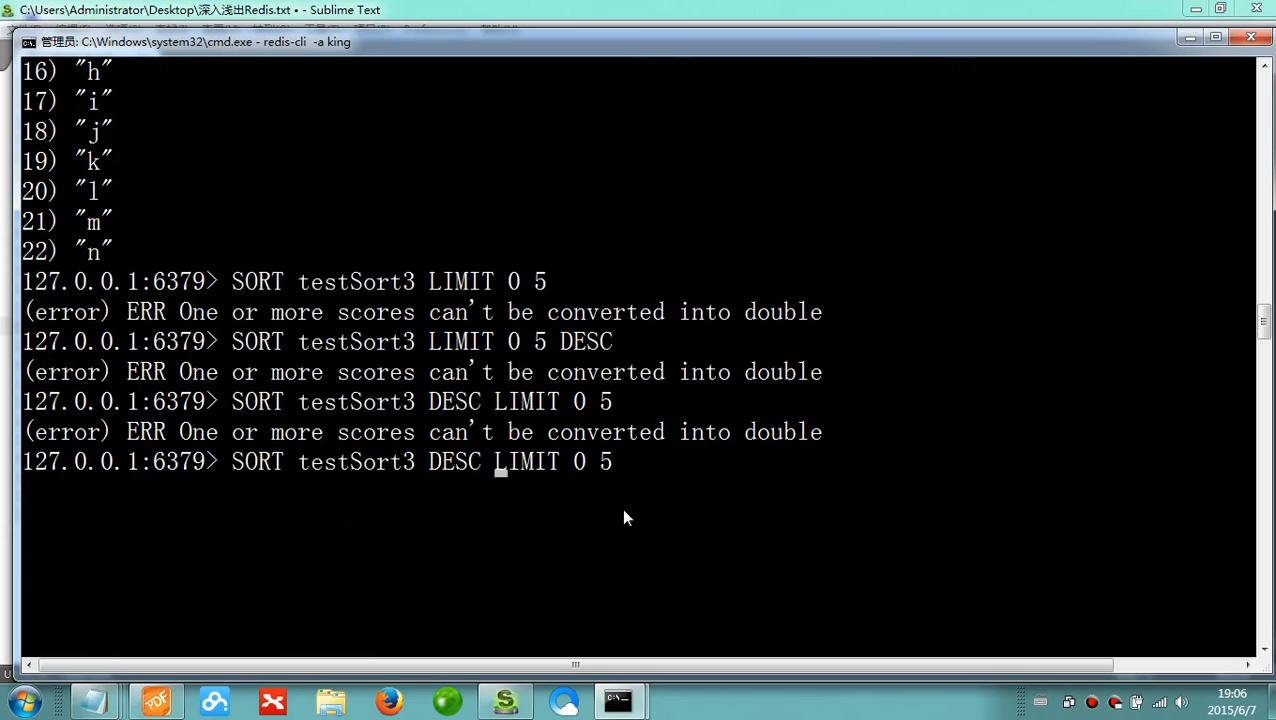 C:\Users\Administrator\Desktop\深入浅出Redis.txt • - Sublime Text
管理员: C:\Windows\system32\cmd.exe - redis-cli  -a king
16) "h"
17) "i"
18) "j"
19) "k"
20) "l"
21) "m"
22) "n"
127.0.0.1:6379> SORT testSort3 LIMIT 0 5
(error) ERR One or more scores can't be converted into double
127.0.0.1:6379> SORT testSort3 LIMIT 0 5 DESC
(error) ERR One or more scores can't be converted into double
127.0.0.1:6379> SORT testSort3 DESC LIMIT 0 5
(error) ERR One or more scores can't be converted into double
127.0.0.1:6379> SORT testSort3 DESC LIMIT 0 5
PDF
19:06
2015/6/7